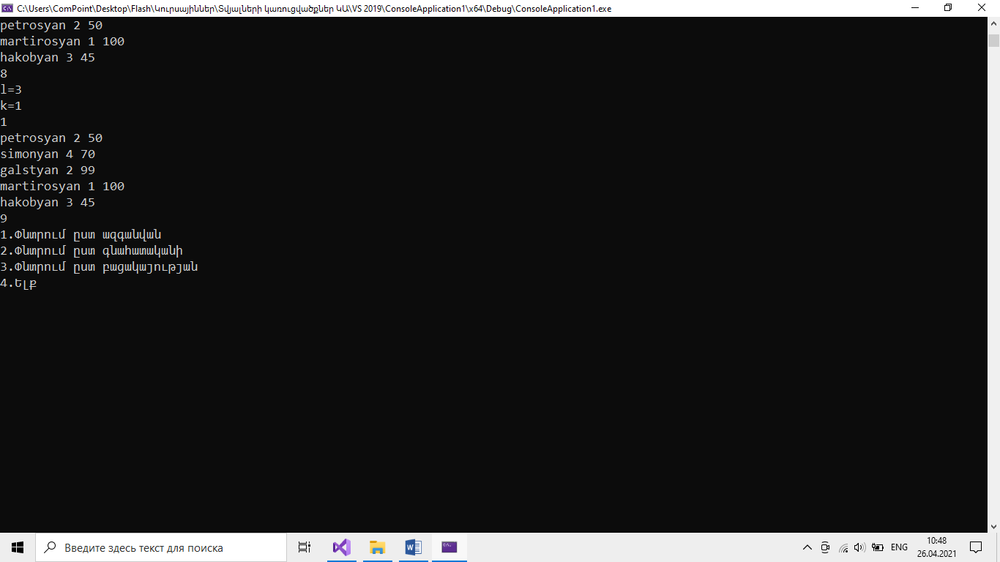 C:\Users\ComPoint\Desktop\Flash\Կուրսայիններ\Տվյալների կառուցվածքներ ԿԱ\VS 2019\ConsoleApplication1\x64\Debug\ConsoleApplication1.exe
petrosyan 2 50
martirosyan 1 100
hakobyan 3 45
8
l=3
k=1
1
petrosyan 2 50
simonyan 4 70
galstyan 2 99
martirosyan 1 100
hakobyan 3 45
9
1.Փնտրում ըստ ազգանվան
2.Փնտրում ըստ գնահատականի
3.Փնտրում ըստ բացակայության
4.Ելք
Введите здесь текст для поиска
ENG
10:48
26.04.2021